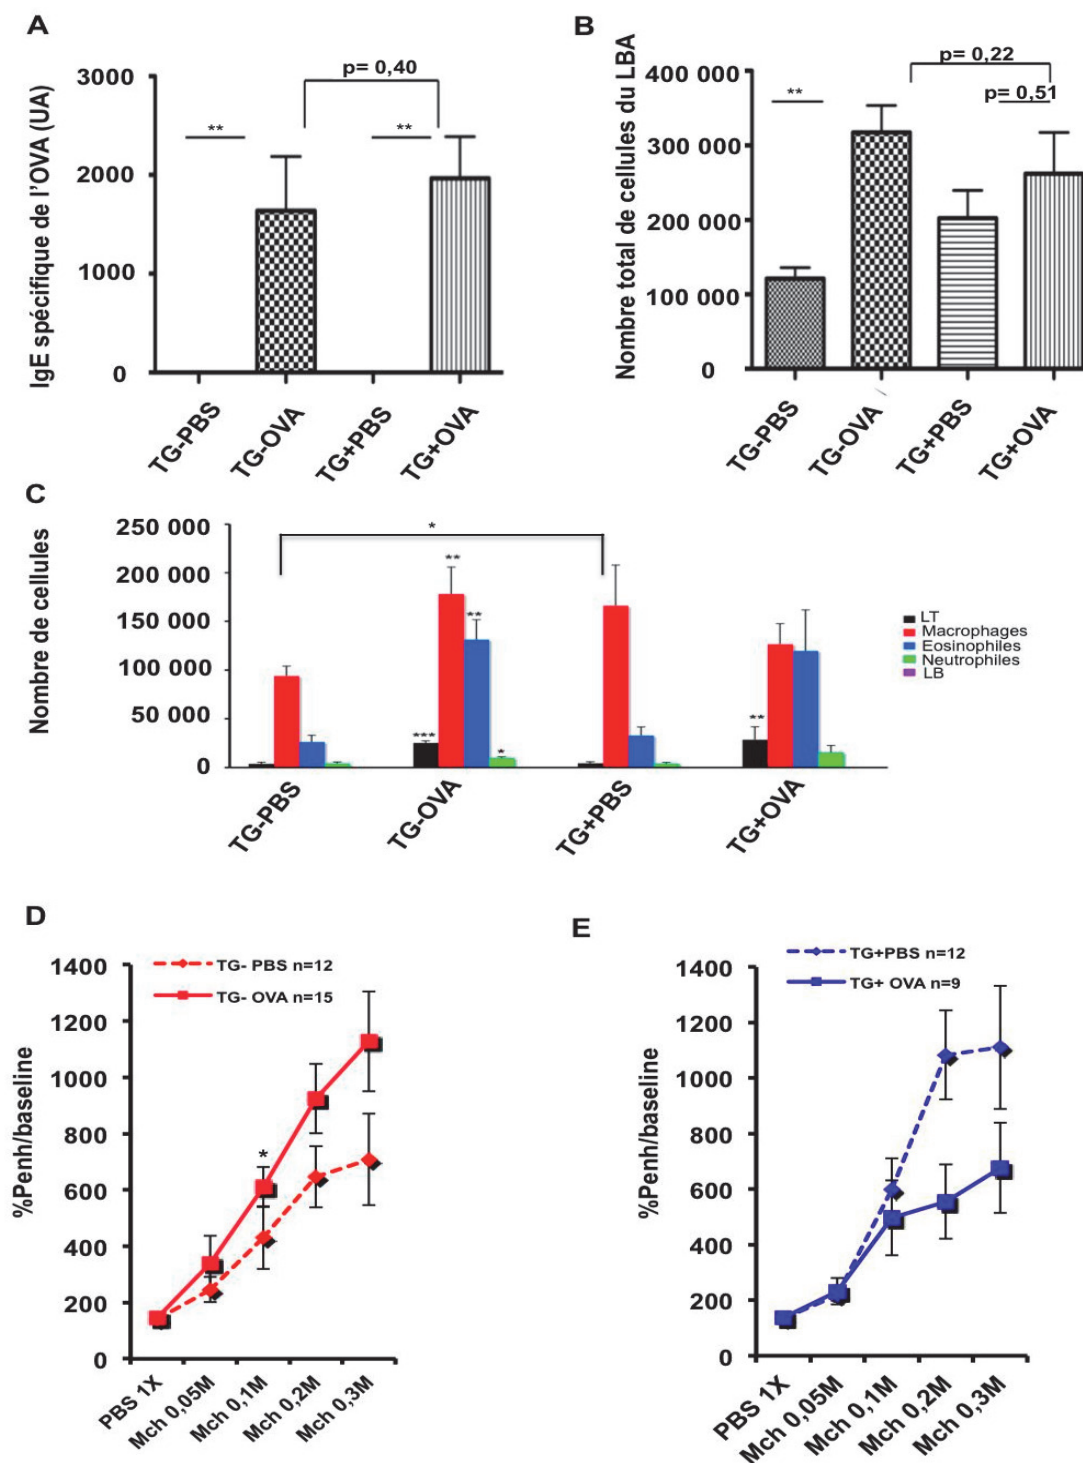 A
IgE spécifique de l'OVA (UA)
3000
2000
1000
0
**
p= 0,40
**
TG-PBS
TG-OVA
TG+PBS
TG+OVA
B
Nombre total de cellules du LBA
400 000
300 000
200 000
100 000
0
**
p= 0,22
p= 0,51
TG-PBS
TG-OVA
TG+PBS
TG+OVA
C
Nombre de cellules
250 000
200 000
150 000
100 000
50 000
0
*
**
**
***
*
**
LT
Macrophages
Eosinophiles
Neutrophiles
LB
TG-PBS
TG-OVA
TG+PBS
TG+OVA
D
%Penh/baseline
1400
1200
1000
800
600
400
200
0
TG- PBS n=12
TG- OVA n=15
*
PBS 1X
Mch 0,05M
Mch 0,1M
Mch 0,2M
Mch 0,3M
E
%Penh/baseline
1400
1200
1000
800
600
400
200
0
TG+PBS n=12
TG+ OVA n=9
PBS 1X
Mch 0,05M
Mch 0,1M
Mch 0,2M
Mch 0,3M